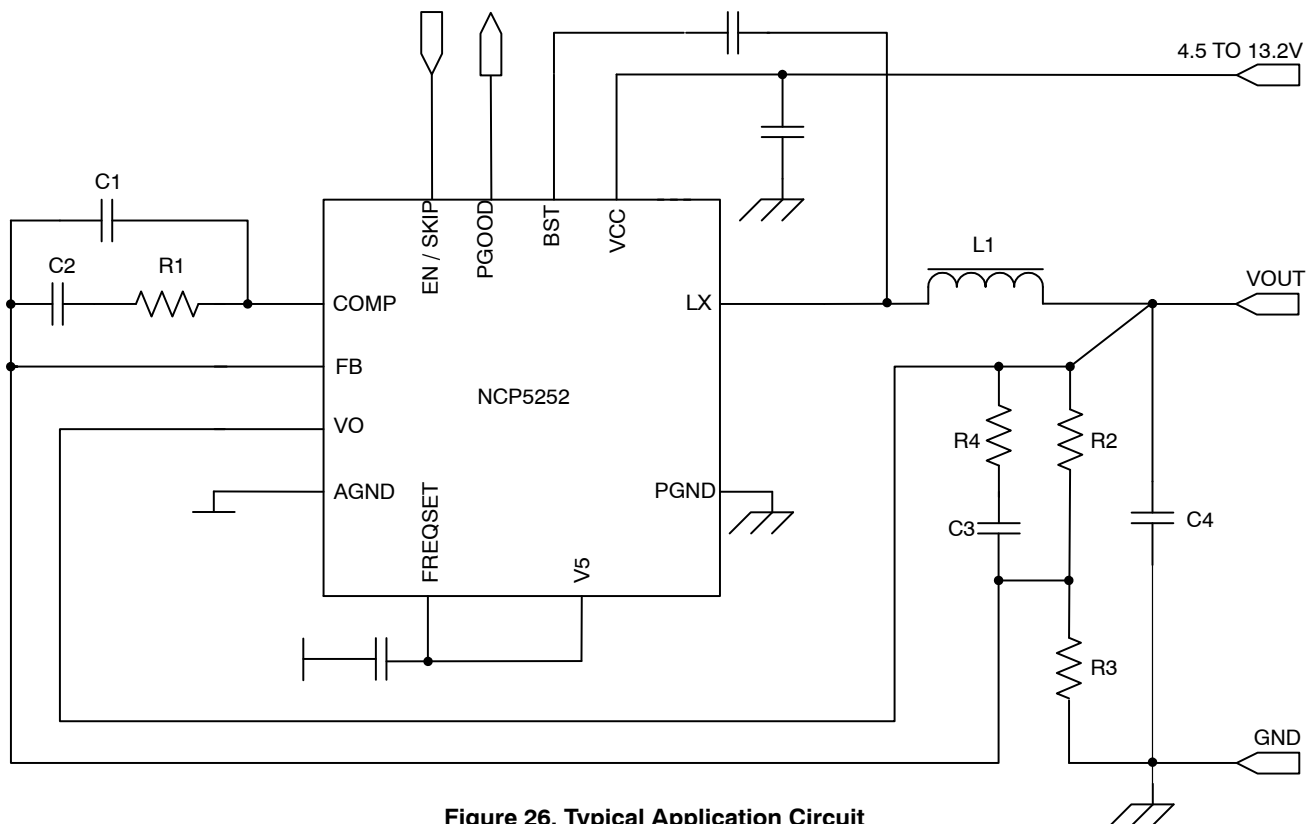 4.5 TO 13.2V
C1
C2
R1
EN / SKIP
PGOOD
BST
VCC
L1
VOUT
COMP
LX
FB
NCP5252
VO
R4
R2
AGND
PGND
FREQSET
V5
C3
C4
R3
GND
Figure 26. Typical Application Circuit